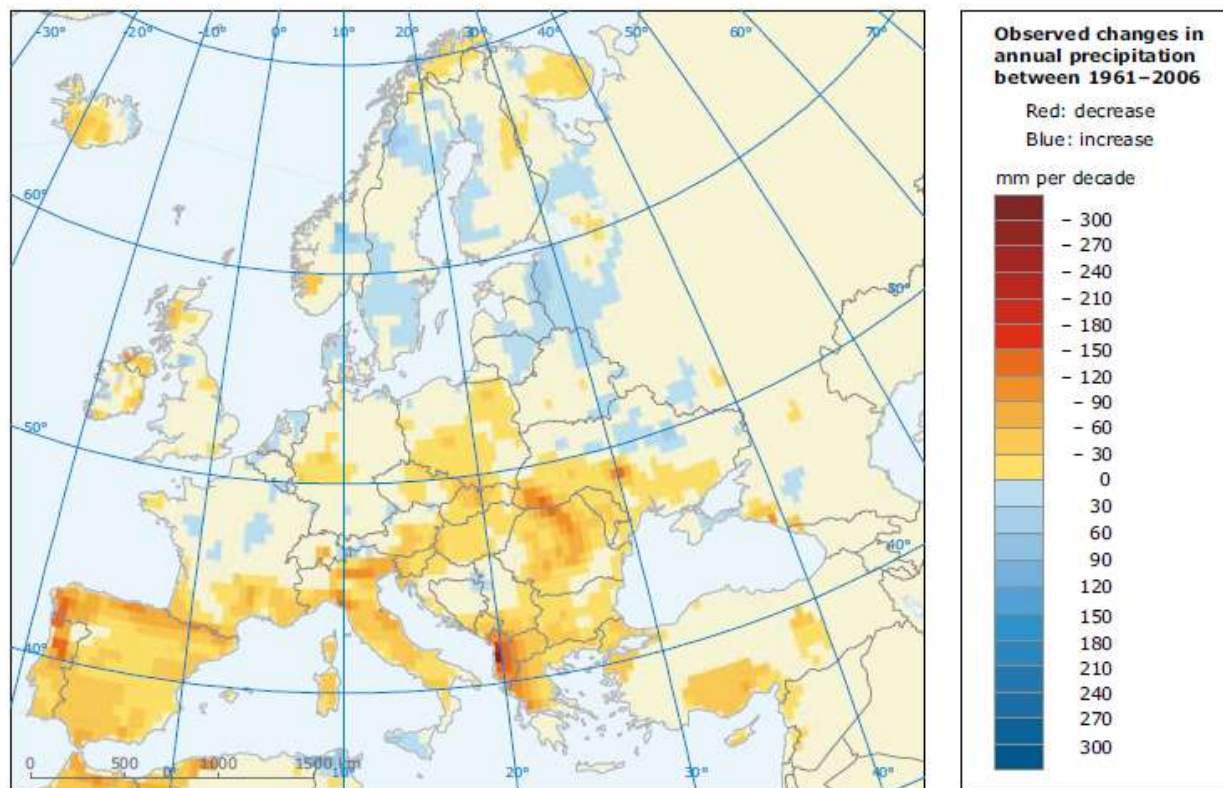 -30° -20° -10° 0° 10° 20° 30° 40° 50° 60° 70°
60°
50°
50°
40°
40°
0 500 1000 1500 km
0° 10° 20° 30° 40°
Observed changes in
annual precipitation
between 1961–2006
Red: decrease
Blue: increase
mm per decade
– 300
– 270
– 240
– 210
– 180
– 150
– 120
– 90
– 60
– 30
0
30
60
90
120
150
180
210
240
270
300